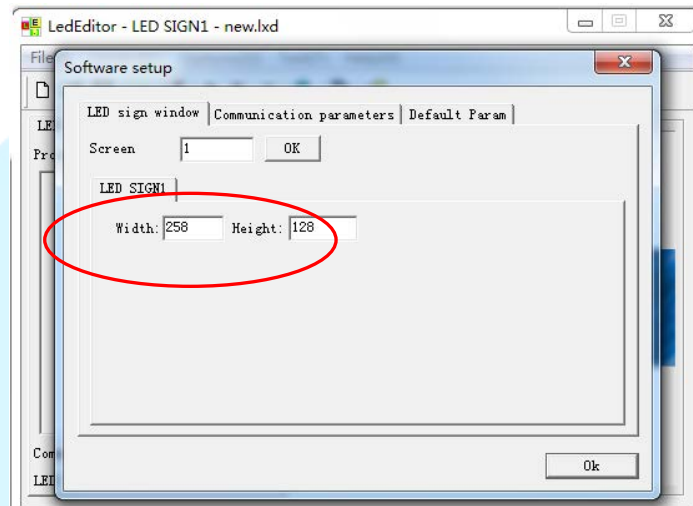 LedEditor - LED SIGN1 - new.lxd
File
Software setup
LED sign window Communication parameters Default Param
Screen 1 OK
LED SIGN1
Width: 258 Height: 128
Ok